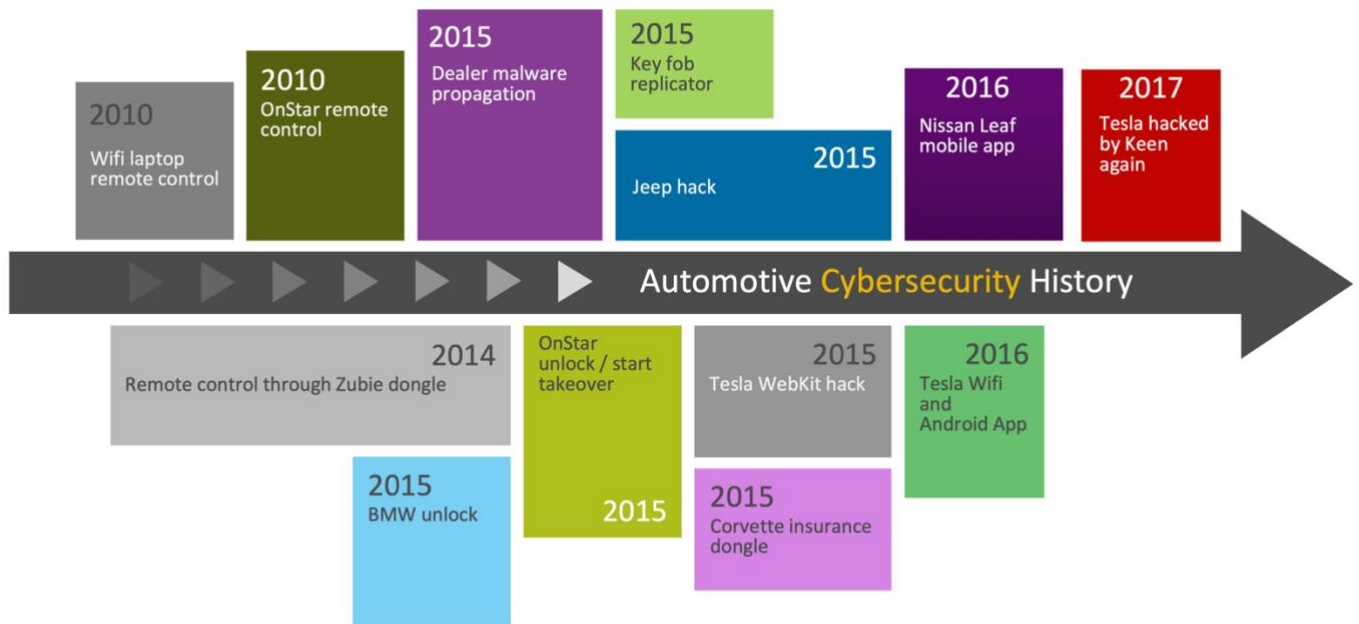 2010
Wifi laptop
remote control
2010
OnStar remote
control
2015
Dealer malware
propagation
2015
Key fob
replicator
2015
Jeep hack
2016
Nissan Leaf
mobile app
2017
Tesla hacked
by Keen
again
Automotive Cybersecurity History
2014
Remote control through Zubie dongle
2015
BMW unlock
OnStar
unlock / start
takeover
2015
2015
Tesla WebKit hack
2015
Corvette insurance
dongle
2016
Tesla Wifi
and
Android App